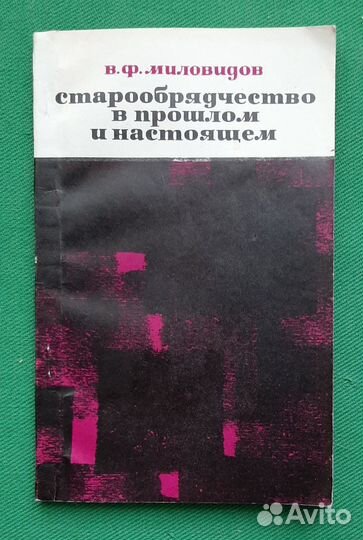 В.Ф.Миловидов
старообрядчество
в прошлом
и настоящем
Avito